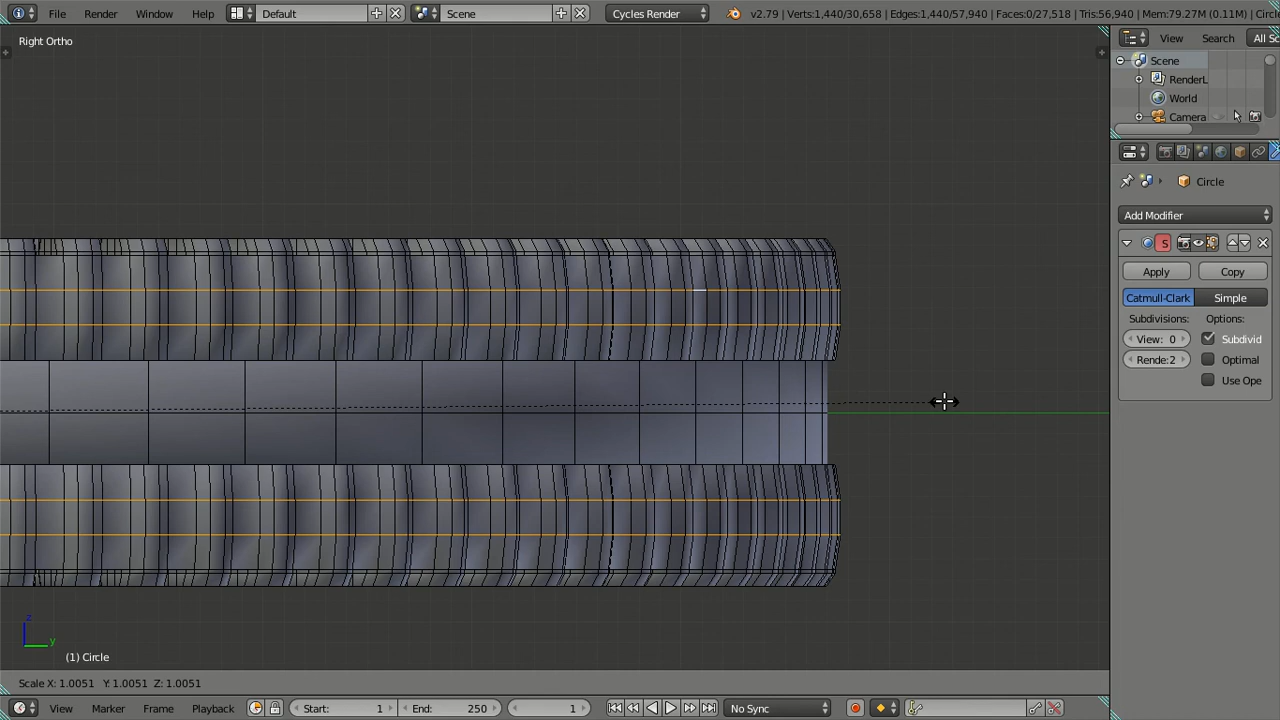 File Render Window Help Default Scene Cycles Render v2.79 | Verts:1,440/30,658 | Edges:1,440/57,940 | Faces:0/27,518 | Tris:56,940 | Mem:79.27M (0.11M) | Circl
Right Ortho
View Search All Sc
Scene
RenderL
World
Camera
Circle
Add Modifier
S
Apply Copy
Catmull-Clark Simple
Subdivisions: Options:
View: 0 Subdivid
Rende:2 Optimal
Use Ope
z
y
(1) Circle
Scale X: 1.0051 Y: 1.0051 Z: 1.0051
View Marker Frame Playback Start: 1 End: 250 1 No Sync